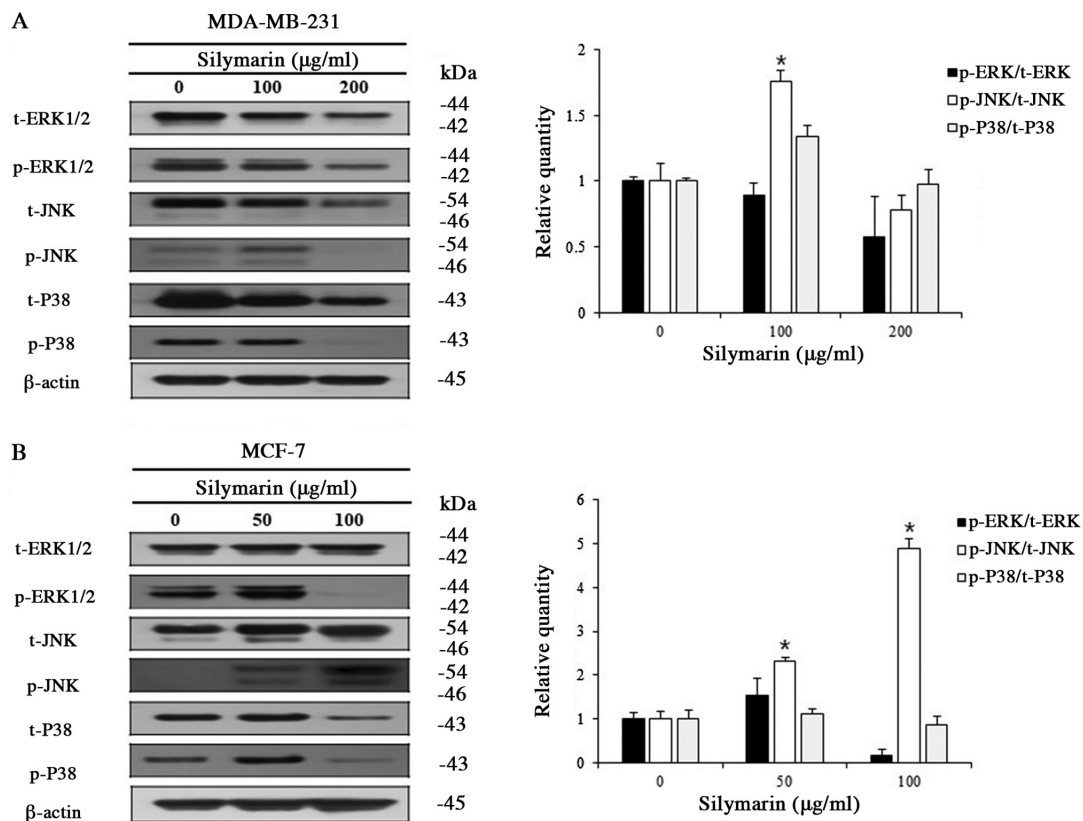 A
MDA-MB-231
Silymarin (μg/ml)
0 100 200
kDa
t-ERK1/2
-44
-42
p-ERK1/2
-44
-42
t-JNK
-54
-46
p-JNK
-54
-46
t-P38
-43
p-P38
-43
β-actin
-45
2
1.5
1
0.5
0
Relative quantity
*
0 100 200
Silymarin (μg/ml)
p-ERK/t-ERK
p-JNK/t-JNK
p-P38/t-P38
B
MCF-7
Silymarin (μg/ml)
0 50 100
kDa
t-ERK1/2
-44
-42
p-ERK1/2
-44
-42
t-JNK
-54
-46
p-JNK
-54
-46
t-P38
-43
p-P38
-43
β-actin
-45
6
5
4
3
2
1
0
Relative quantity
*
*
0 50 100
Silymarin (μg/ml)
p-ERK/t-ERK
p-JNK/t-JNK
p-P38/t-P38